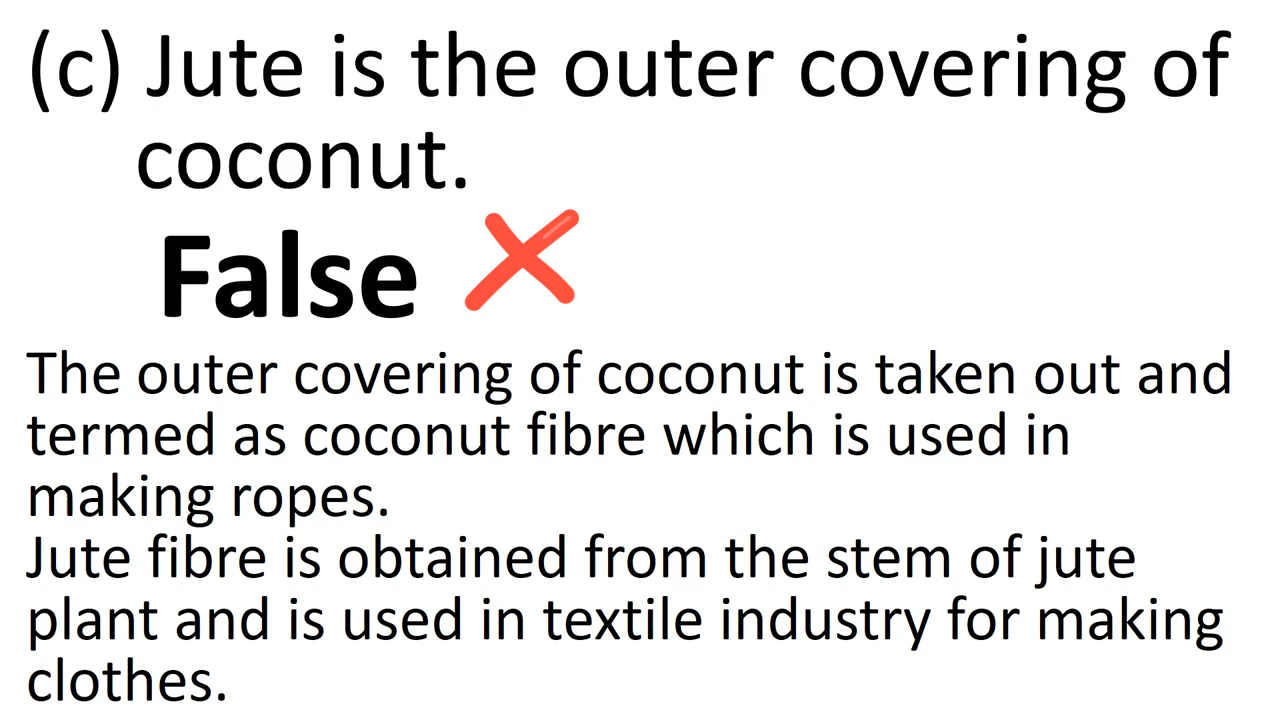 (c) Jute is the outer covering of
coconut.
False
The outer covering of coconut is taken out and
termed as coconut fibre which is used in
making ropes.
Jute fibre is obtained from the stem of jute
plant and is used in textile industry for making
clothes.